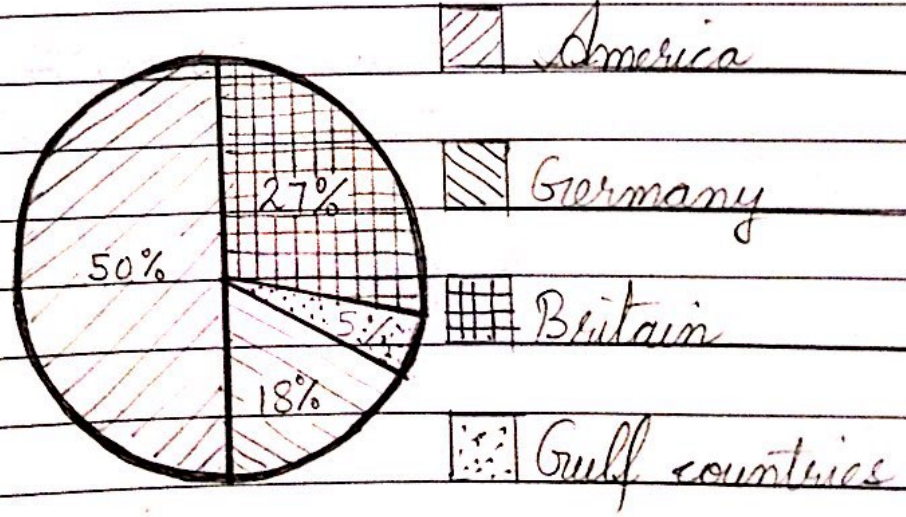 America
27%
Germany
50%
5%
Britain
18%
Gulf countries